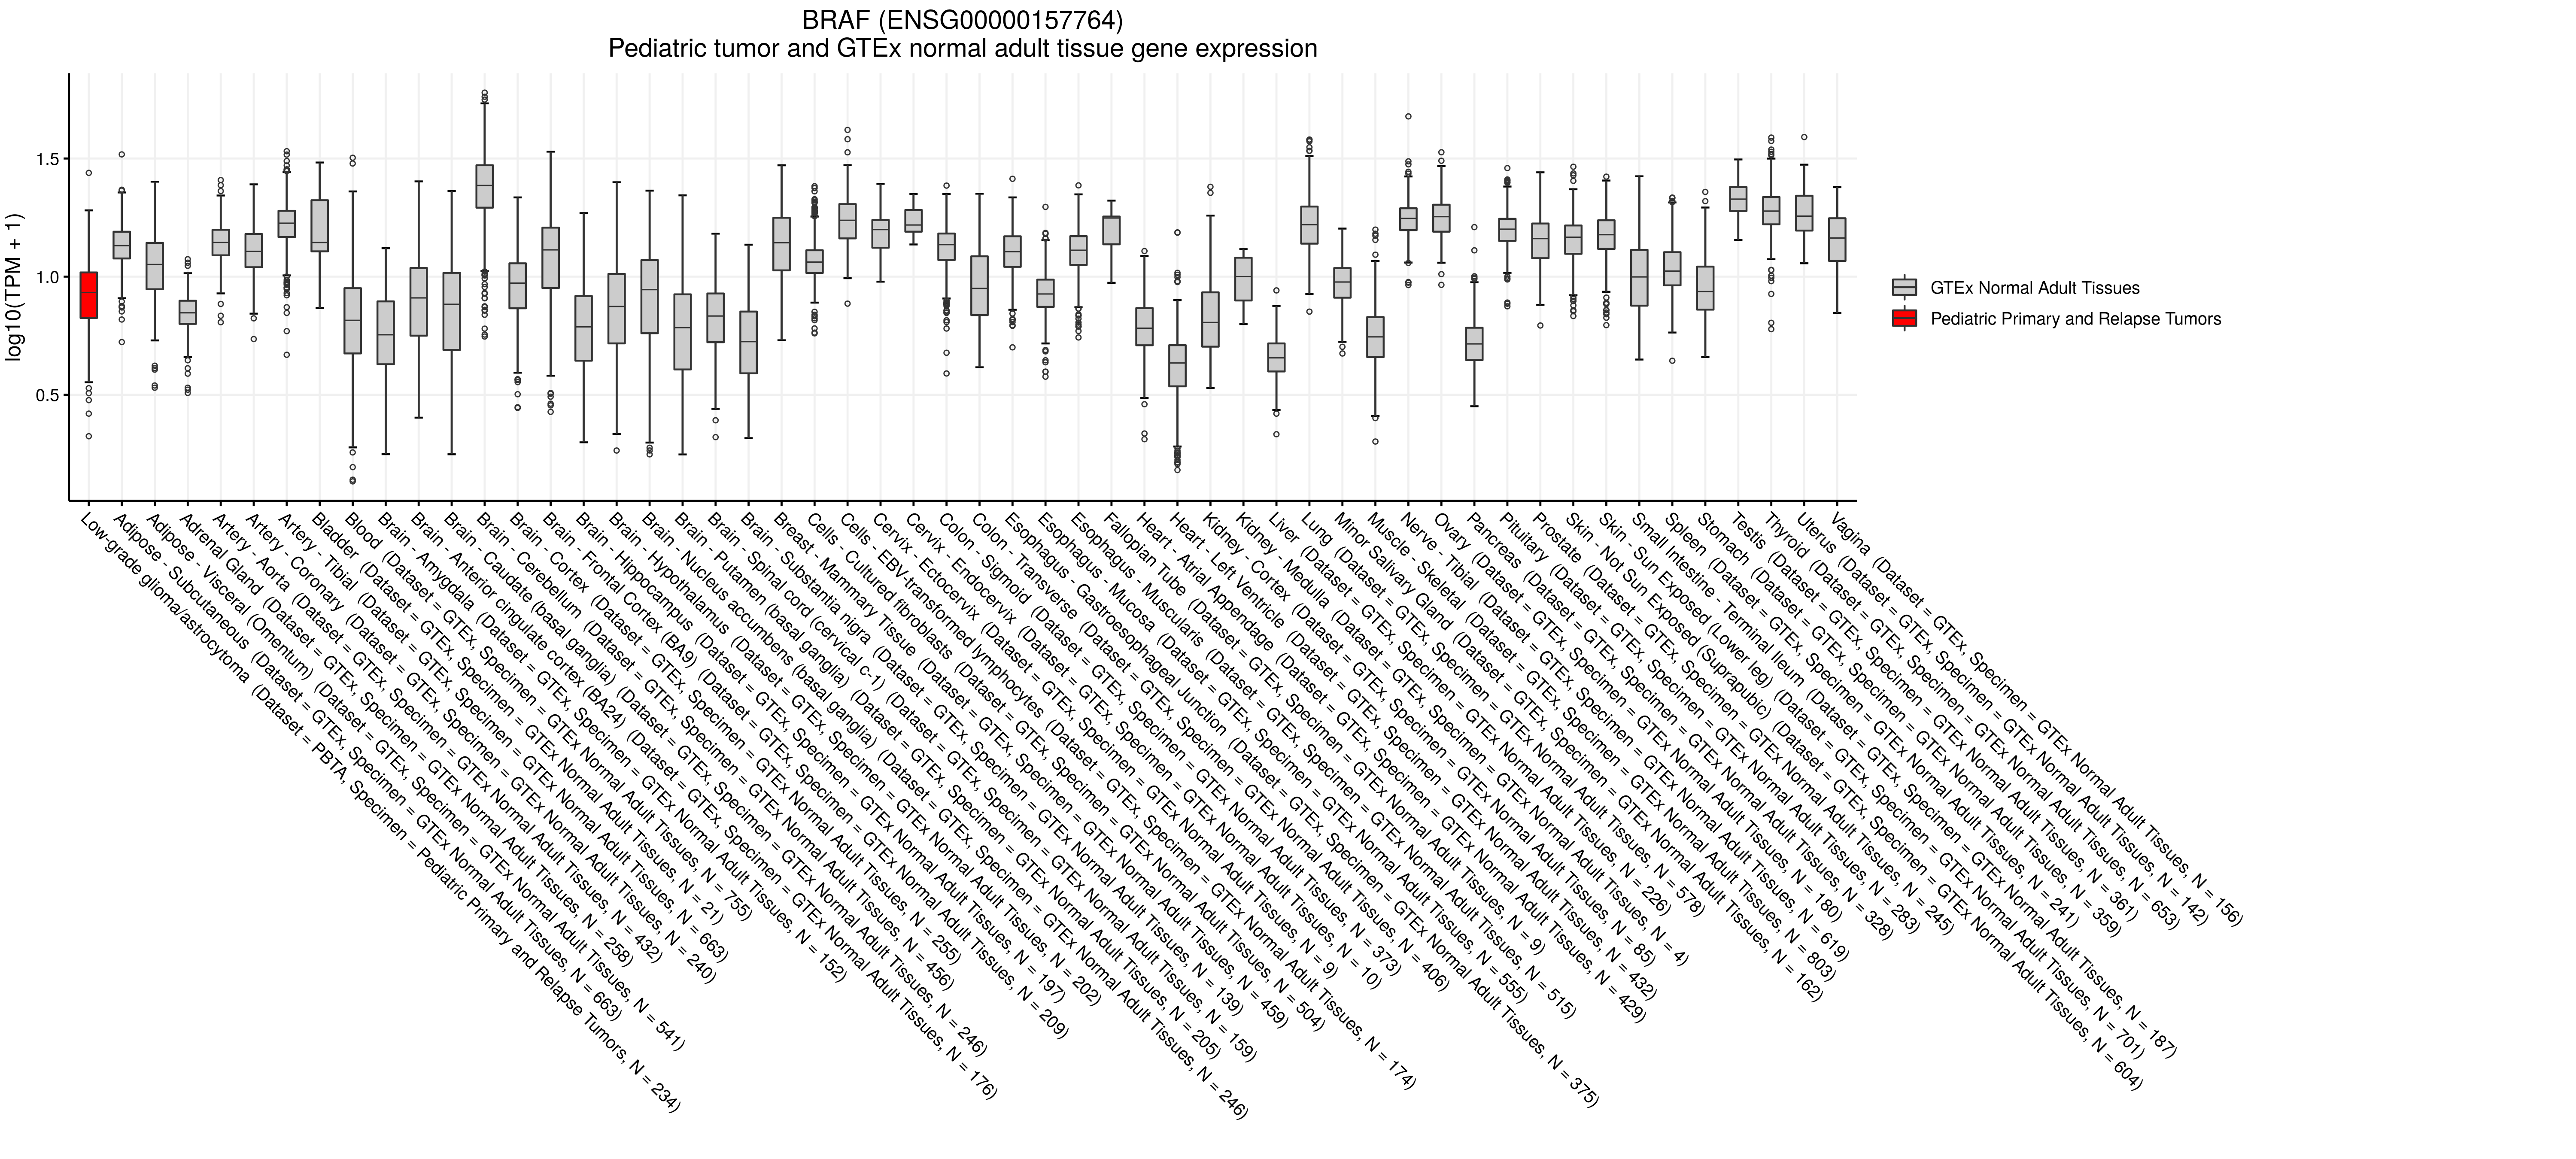 BRAF (ENSG00000157764)
Pediatric tumor and GTEx normal adult tissue gene expression
log10(TPM + 1)
1.5
1.0
0.5
Low-grade glioma/astrocytoma (Dataset = PBTA, Specimen = Pediatric Primary and Relapse Tumors, N = 234)
Adipose - Subcutaneous (Dataset = GTEx, Specimen = GTEx Normal Adult Tissues, N = 663)
Adipose - Visceral (Omentum) (Dataset = GTEx, Specimen = GTEx Normal Adult Tissues, N = 541)
Adrenal Gland (Dataset = GTEx, Specimen = GTEx Normal Adult Tissues, N = 258)
Artery - Aorta (Dataset = GTEx, Specimen = GTEx Normal Adult Tissues, N = 432)
Artery - Coronary (Dataset = GTEx, Specimen = GTEx Normal Adult Tissues, N = 240)
Artery - Tibial (Dataset = GTEx, Specimen = GTEx Normal Adult Tissues, N = 663)
Bladder (Dataset = GTEx, Specimen = GTEx Normal Adult Tissues, N = 21)
Blood (Dataset = GTEx, Specimen = GTEx Normal Adult Tissues, N = 755)
Brain - Amygdala (Dataset = GTEx, Specimen = GTEx Normal Adult Tissues, N = 152)
Brain - Anterior cingulate cortex (BA24) (Dataset = GTEx, Specimen = GTEx Normal Adult Tissues, N = 176)
Brain - Caudate (basal ganglia) (Dataset = GTEx, Specimen = GTEx Normal Adult Tissues, N = 246)
Brain - Cerebellum (Dataset = GTEx, Specimen = GTEx Normal Adult Tissues, N = 456)
Brain - Cortex (Dataset = GTEx, Specimen = GTEx Normal Adult Tissues, N = 255)
Brain - Frontal Cortex (BA9) (Dataset = GTEx, Specimen = GTEx Normal Adult Tissues, N = 209)
Brain - Hippocampus (Dataset = GTEx, Specimen = GTEx Normal Adult Tissues, N = 197)
Brain - Hypothalamus (Dataset = GTEx, Specimen = GTEx Normal Adult Tissues, N = 202)
Brain - Nucleus accumbens (basal ganglia) (Dataset = GTEx, Specimen = GTEx Normal Adult Tissues, N = 246)
Brain - Putamen (basal ganglia) (Dataset = GTEx, Specimen = GTEx Normal Adult Tissues, N = 205)
Brain - Spinal cord (cervical c-1) (Dataset = GTEx, Specimen = GTEx Normal Adult Tissues, N = 159)
Brain - Substantia nigra (Dataset = GTEx, Specimen = GTEx Normal Adult Tissues, N = 139)
Breast - Mammary Tissue (Dataset = GTEx, Specimen = GTEx Normal Adult Tissues, N = 459)
Cells - Cultured fibroblasts (Dataset = GTEx, Specimen = GTEx Normal Adult Tissues, N = 504)
Cells - EBV-transformed lymphocytes (Dataset = GTEx, Specimen = GTEx Normal Adult Tissues, N = 174)
Cervix - Ectocervix (Dataset = GTEx, Specimen = GTEx Normal Adult Tissues, N = 9)
Cervix - Endocervix (Dataset = GTEx, Specimen = GTEx Normal Adult Tissues, N = 10)
Colon - Sigmoid (Dataset = GTEx, Specimen = GTEx Normal Adult Tissues, N = 373)
Colon - Transverse (Dataset = GTEx, Specimen = GTEx Normal Adult Tissues, N = 406)
Esophagus - Gastroesophageal Junction (Dataset = GTEx, Specimen = GTEx Normal Adult Tissues, N = 375)
Esophagus - Mucosa (Dataset = GTEx, Specimen = GTEx Normal Adult Tissues, N = 555)
Esophagus - Muscularis (Dataset = GTEx, Specimen = GTEx Normal Adult Tissues, N = 515)
Fallopian Tube (Dataset = GTEx, Specimen = GTEx Normal Adult Tissues, N = 9)
Heart - Atrial Appendage (Dataset = GTEx, Specimen = GTEx Normal Adult Tissues, N = 429)
Heart - Left Ventricle (Dataset = GTEx, Specimen = GTEx Normal Adult Tissues, N = 432)
Kidney - Cortex (Dataset = GTEx, Specimen = GTEx Normal Adult Tissues, N = 85)
Kidney - Medulla (Dataset = GTEx, Specimen = GTEx Normal Adult Tissues, N = 4)
Liver (Dataset = GTEx, Specimen = GTEx Normal Adult Tissues, N = 226)
Lung (Dataset = GTEx, Specimen = GTEx Normal Adult Tissues, N = 578)
Minor Salivary Gland (Dataset = GTEx, Specimen = GTEx Normal Adult Tissues, N = 162)
Muscle - Skeletal (Dataset = GTEx, Specimen = GTEx Normal Adult Tissues, N = 803)
Nerve - Tibial (Dataset = GTEx, Specimen = GTEx Normal Adult Tissues, N = 619)
Ovary (Dataset = GTEx, Specimen = GTEx Normal Adult Tissues, N = 180)
Pancreas (Dataset = GTEx, Specimen = GTEx Normal Adult Tissues, N = 328)
Pituitary (Dataset = GTEx, Specimen = GTEx Normal Adult Tissues, N = 283)
Prostate (Dataset = GTEx, Specimen = GTEx Normal Adult Tissues, N = 245)
Skin - Not Sun Exposed (Suprapubic) (Dataset = GTEx, Specimen = GTEx Normal Adult Tissues, N = 604)
Skin - Sun Exposed (Lower leg) (Dataset = GTEx, Specimen = GTEx Normal Adult Tissues, N = 701)
Small Intestine - Terminal Ileum (Dataset = GTEx, Specimen = GTEx Normal Adult Tissues, N = 187)
Spleen (Dataset = GTEx, Specimen = GTEx Normal Adult Tissues, N = 241)
Stomach (Dataset = GTEx, Specimen = GTEx Normal Adult Tissues, N = 359)
Testis (Dataset = GTEx, Specimen = GTEx Normal Adult Tissues, N = 361)
Thyroid (Dataset = GTEx, Specimen = GTEx Normal Adult Tissues, N = 653)
Uterus (Dataset = GTEx, Specimen = GTEx Normal Adult Tissues, N = 142)
Vagina (Dataset = GTEx, Specimen = GTEx Normal Adult Tissues, N = 156)
GTEx Normal Adult Tissues
Pediatric Primary and Relapse Tumors